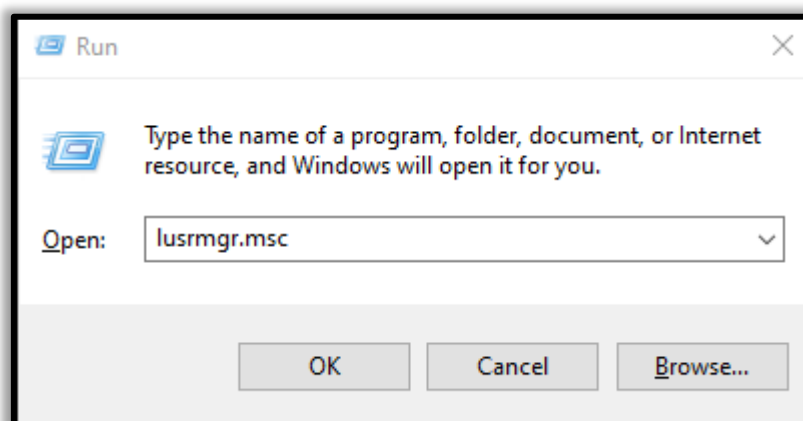 Run
Type the name of a program, folder, document, or Internet
resource, and Windows will open it for you.
Open:
lusrmgr.msc
OK
Cancel
Browse...